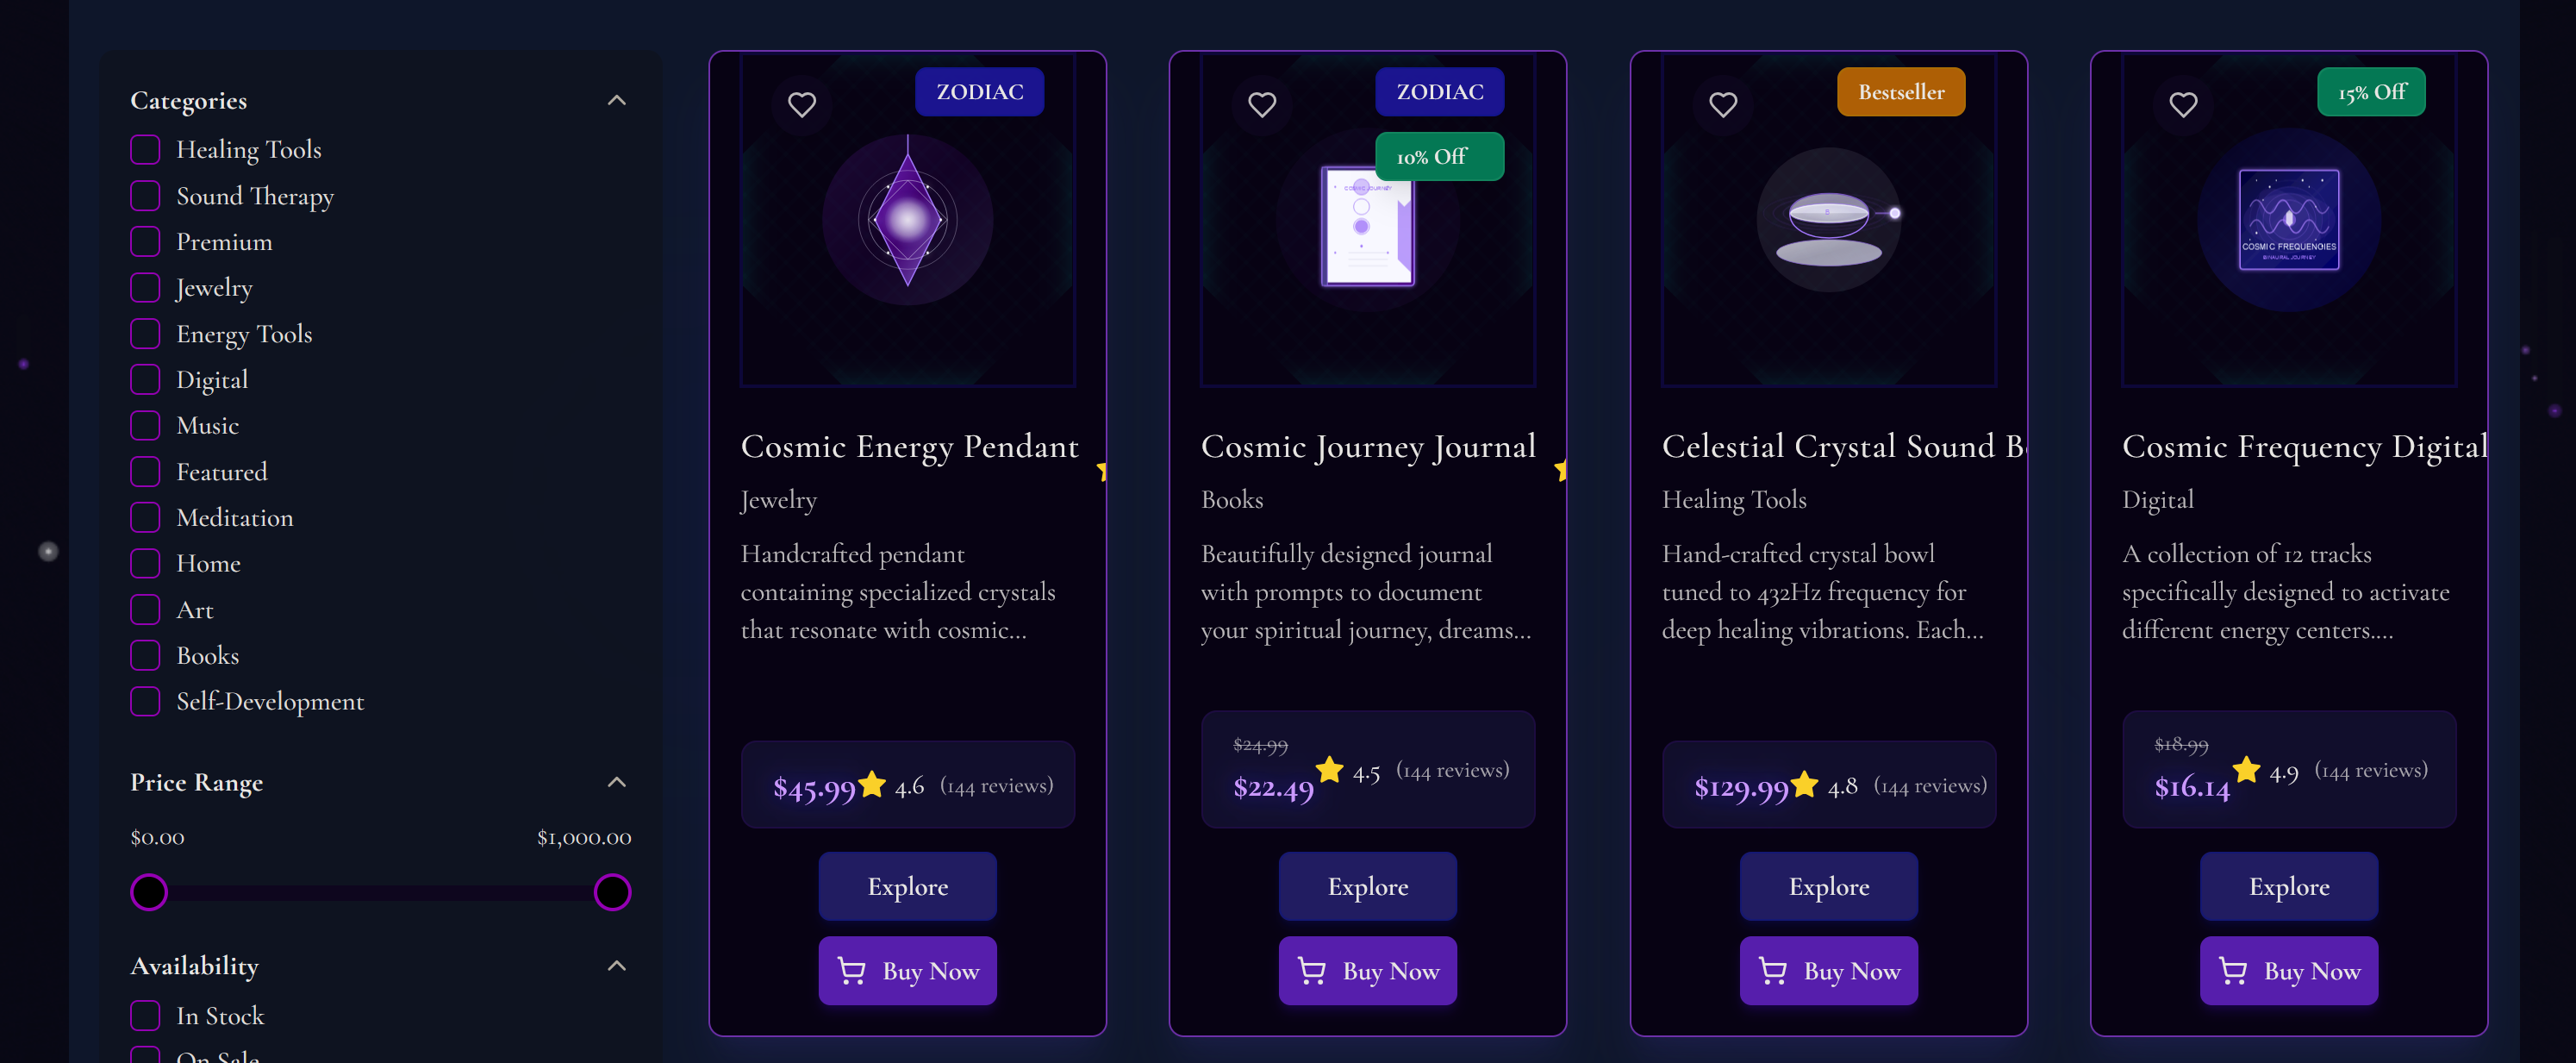 Categories
Healing Tools
Sound Therapy
Premium
Jewelry
Energy Tools
Digital
Music
Featured
Meditation
Home
Art
Books
Self-Development
Price Range
$0.00
$1,000.00
Availability
In Stock
On Sale
ZODIAC
Cosmic Energy Pendant
Jewelry
Handcrafted pendant
containing specialized crystals
that resonate with cosmic...
$45.99 4.6 (144 reviews)
Explore
Buy Now
ZODIAC
10% Off
COSMIC JOURNEY
Cosmic Journey Journal
Books
Beautifully designed journal
with prompts to document
your spiritual journey, dreams...
$24.99
$22.49 4.5 (144 reviews)
Explore
Buy Now
Bestseller
Celestial Crystal Sound
Healing Tools
Hand-crafted crystal bowl
tuned to 432Hz frequency for
deep healing vibrations. Each...
$129.99 4.8 (144 reviews)
Explore
Buy Now
15% Off
COSMIC FREQUENCIES
BINAURAL JOURNEY
Cosmic Frequency Digital
Digital
A collection of 12 tracks
specifically designed to activate
different energy centers....
$18.99
$16.14 4.9 (144 reviews)
Explore
Buy Now